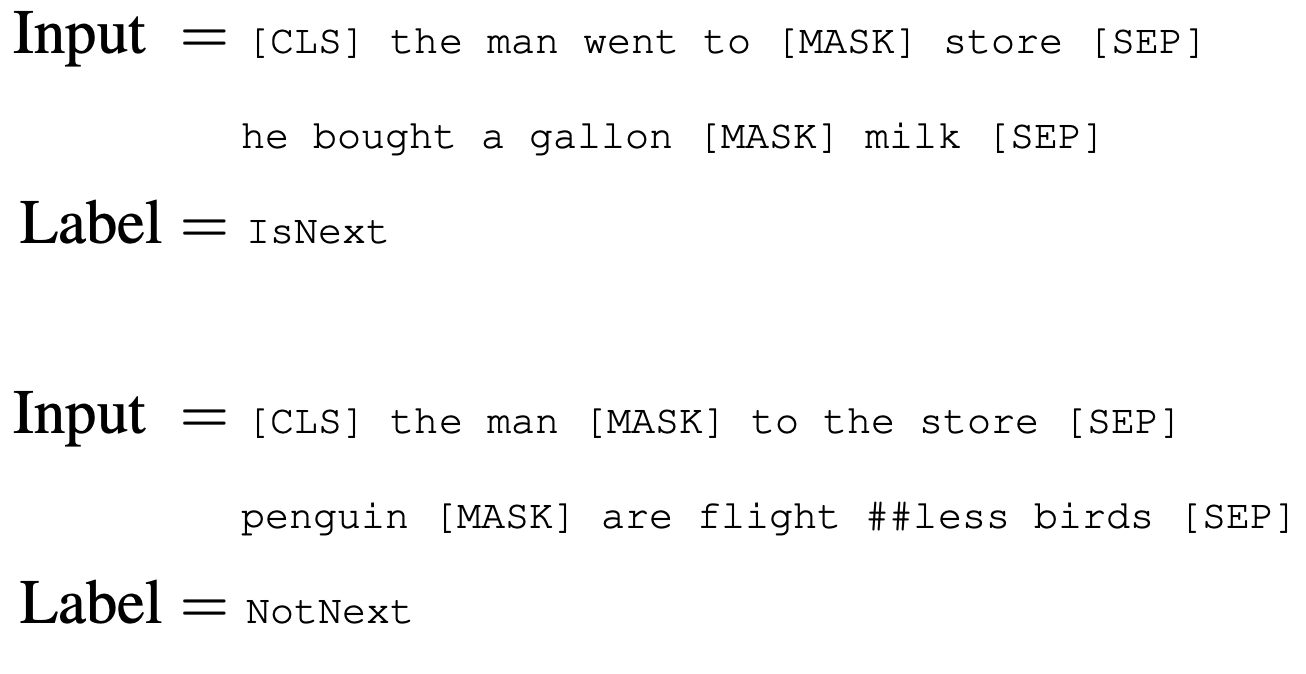 Input = [CLS] the man went to [MASK] store [SEP]
he bought a gallon [MASK] milk [SEP]
Label = IsNext
Input = [CLS] the man [MASK] to the store [SEP]
penguin [MASK] are flight ##less birds [SEP]
Label = NotNext